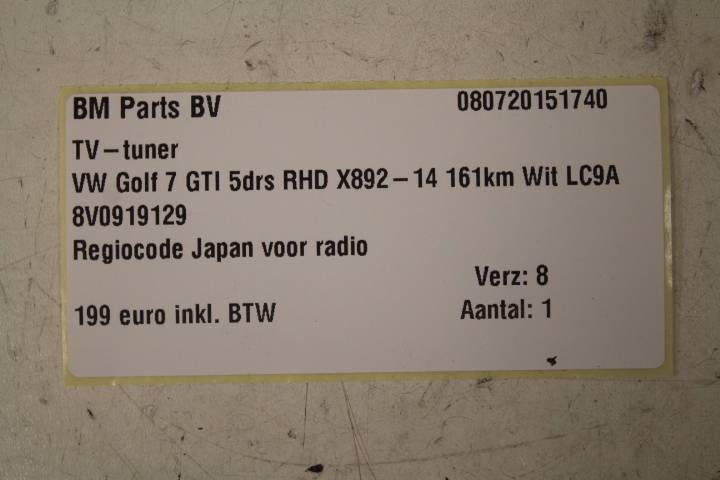 BM Parts BV 080720151740
TV-tuner
VW Golf 7 GTI 5drs RHD X892-14 161km Wit LC9A
8V0919129
Regiocode Japan voor radio
Verz: 8
199 euro inkl. BTW Aantal: 1